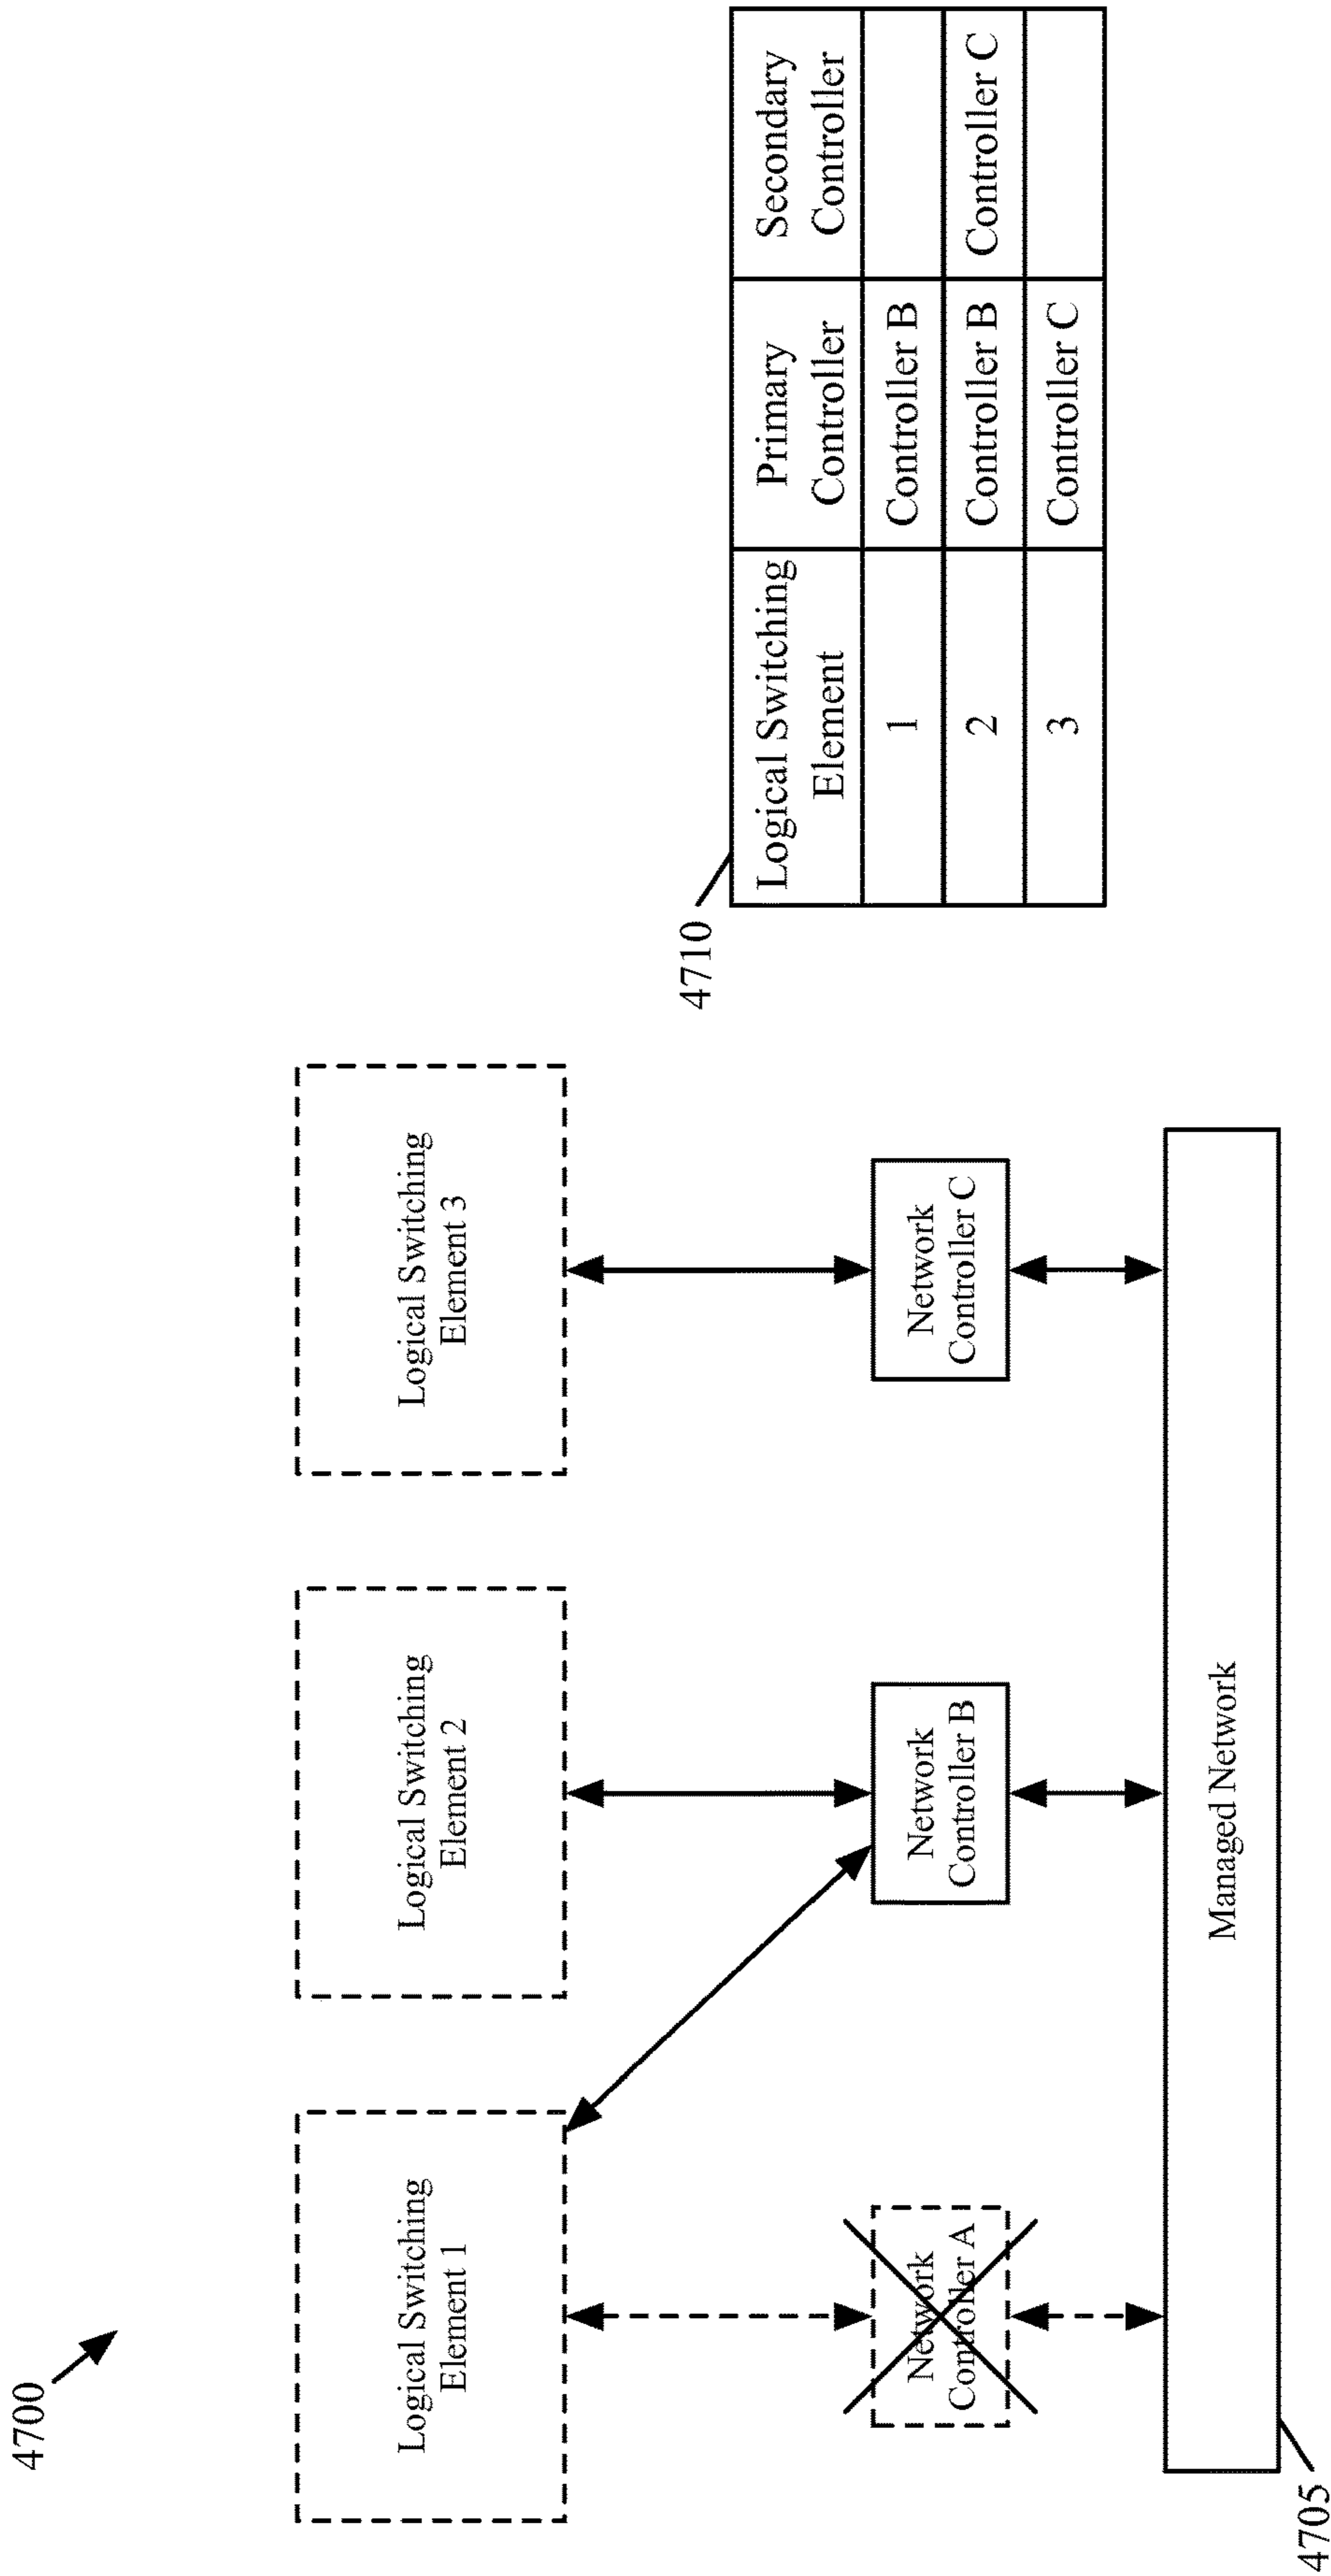 4700
Logical Switching
Element 1
Logical Switching
Element 2
Logical Switching
Element 3
Network
Controller A
Network
Controller B
Network
Controller C
Managed Network
4705
4710
Logical Switching
Element
Primary
Controller
Secondary
Controller
1
Controller B
2
Controller B
Controller C
3
Controller C